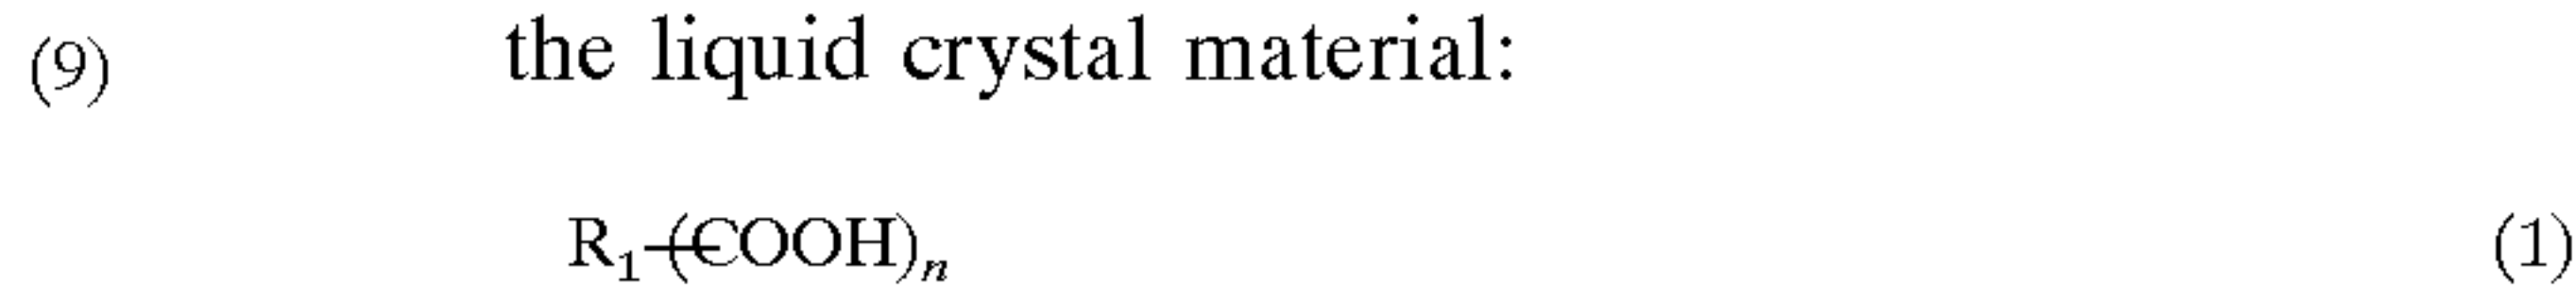 (9) the liquid crystal material:
R₁—(COOH)ₙ (1)